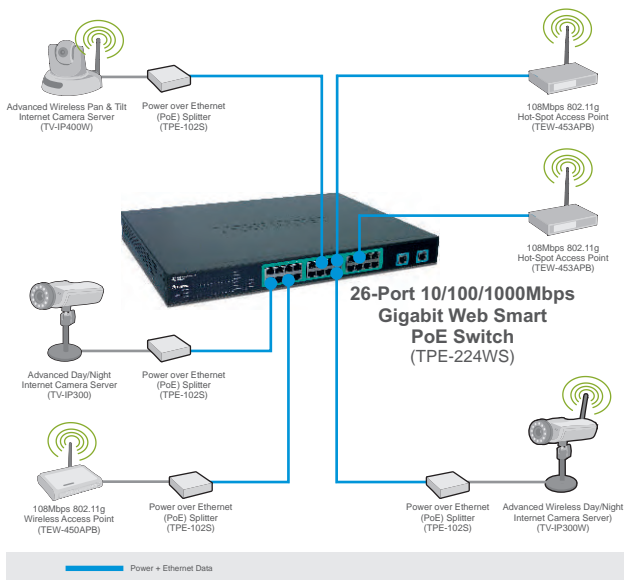 Advanced Wireless Pan & Tilt
Internet Camera Server
(TV-IP400W)
Power over Ethernet
(PoE) Splitter
(TPE-102S)
108Mbps 802.11g
Hot-Spot Access Point
(TEW-453APB)
108Mbps 802.11g
Hot-Spot Access Point
(TEW-453APB)
26-Port 10/100/1000Mbps
Gigabit Web Smart
PoE Switch
(TPE-224WS)
Advanced Day/Night
Internet Camera Server
(TV-IP300)
Power over Ethernet
(PoE) Splitter
(TPE-102S)
108Mbps 802.11g
Wireless Access Point
(TEW-450APB)
Power over Ethernet
(PoE) Splitter
(TPE-102S)
Power over Ethernet
(PoE) Splitter
(TPE-102S)
Advanced Wireless Day/Night
Internet Camera Server)
(TV-IP300W)
Power + Ethernet Data